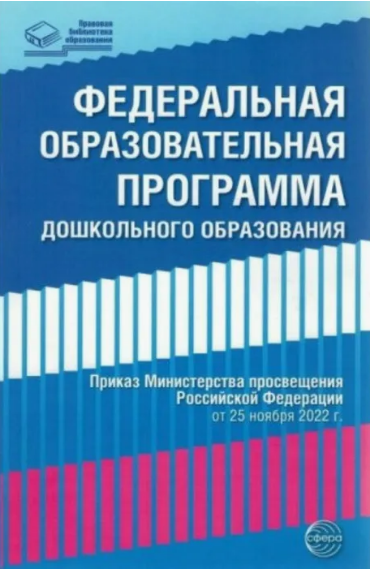 Правовая
библиотека
образования
ФЕДЕРАЛЬНАЯ
ОБРАЗОВАТЕЛЬНАЯ
ПРОГРАММА
ДОШКОЛЬНОГО ОБРАЗОВАНИЯ
Приказ Министерства просвещения
Российской Федерации
от 25 ноября 2022 г.
сфера